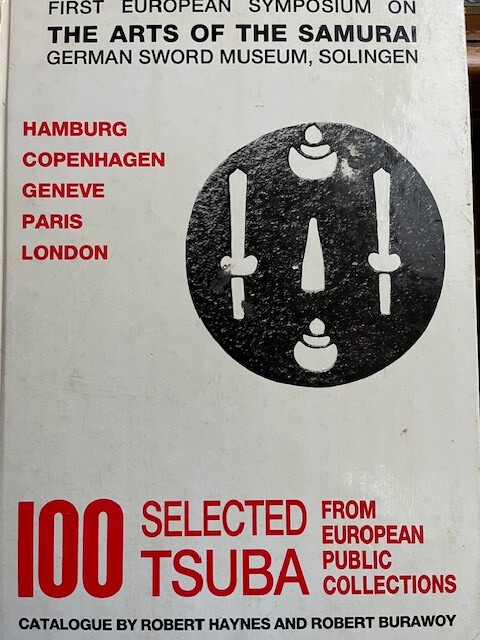 FIRST EUROPEAN SYMPOSIUM ON
THE ARTS OF THE SAMURAI
GERMAN SWORD MUSEUM, SOLINGEN
HAMBURG
COPENHAGEN
GENEVE
PARIS
LONDON
100 SELECTED TSUBA
FROM
EUROPEAN
PUBLIC
COLLECTIONS
CATALOGUE BY ROBERT HAYNES AND ROBERT BURAWOY